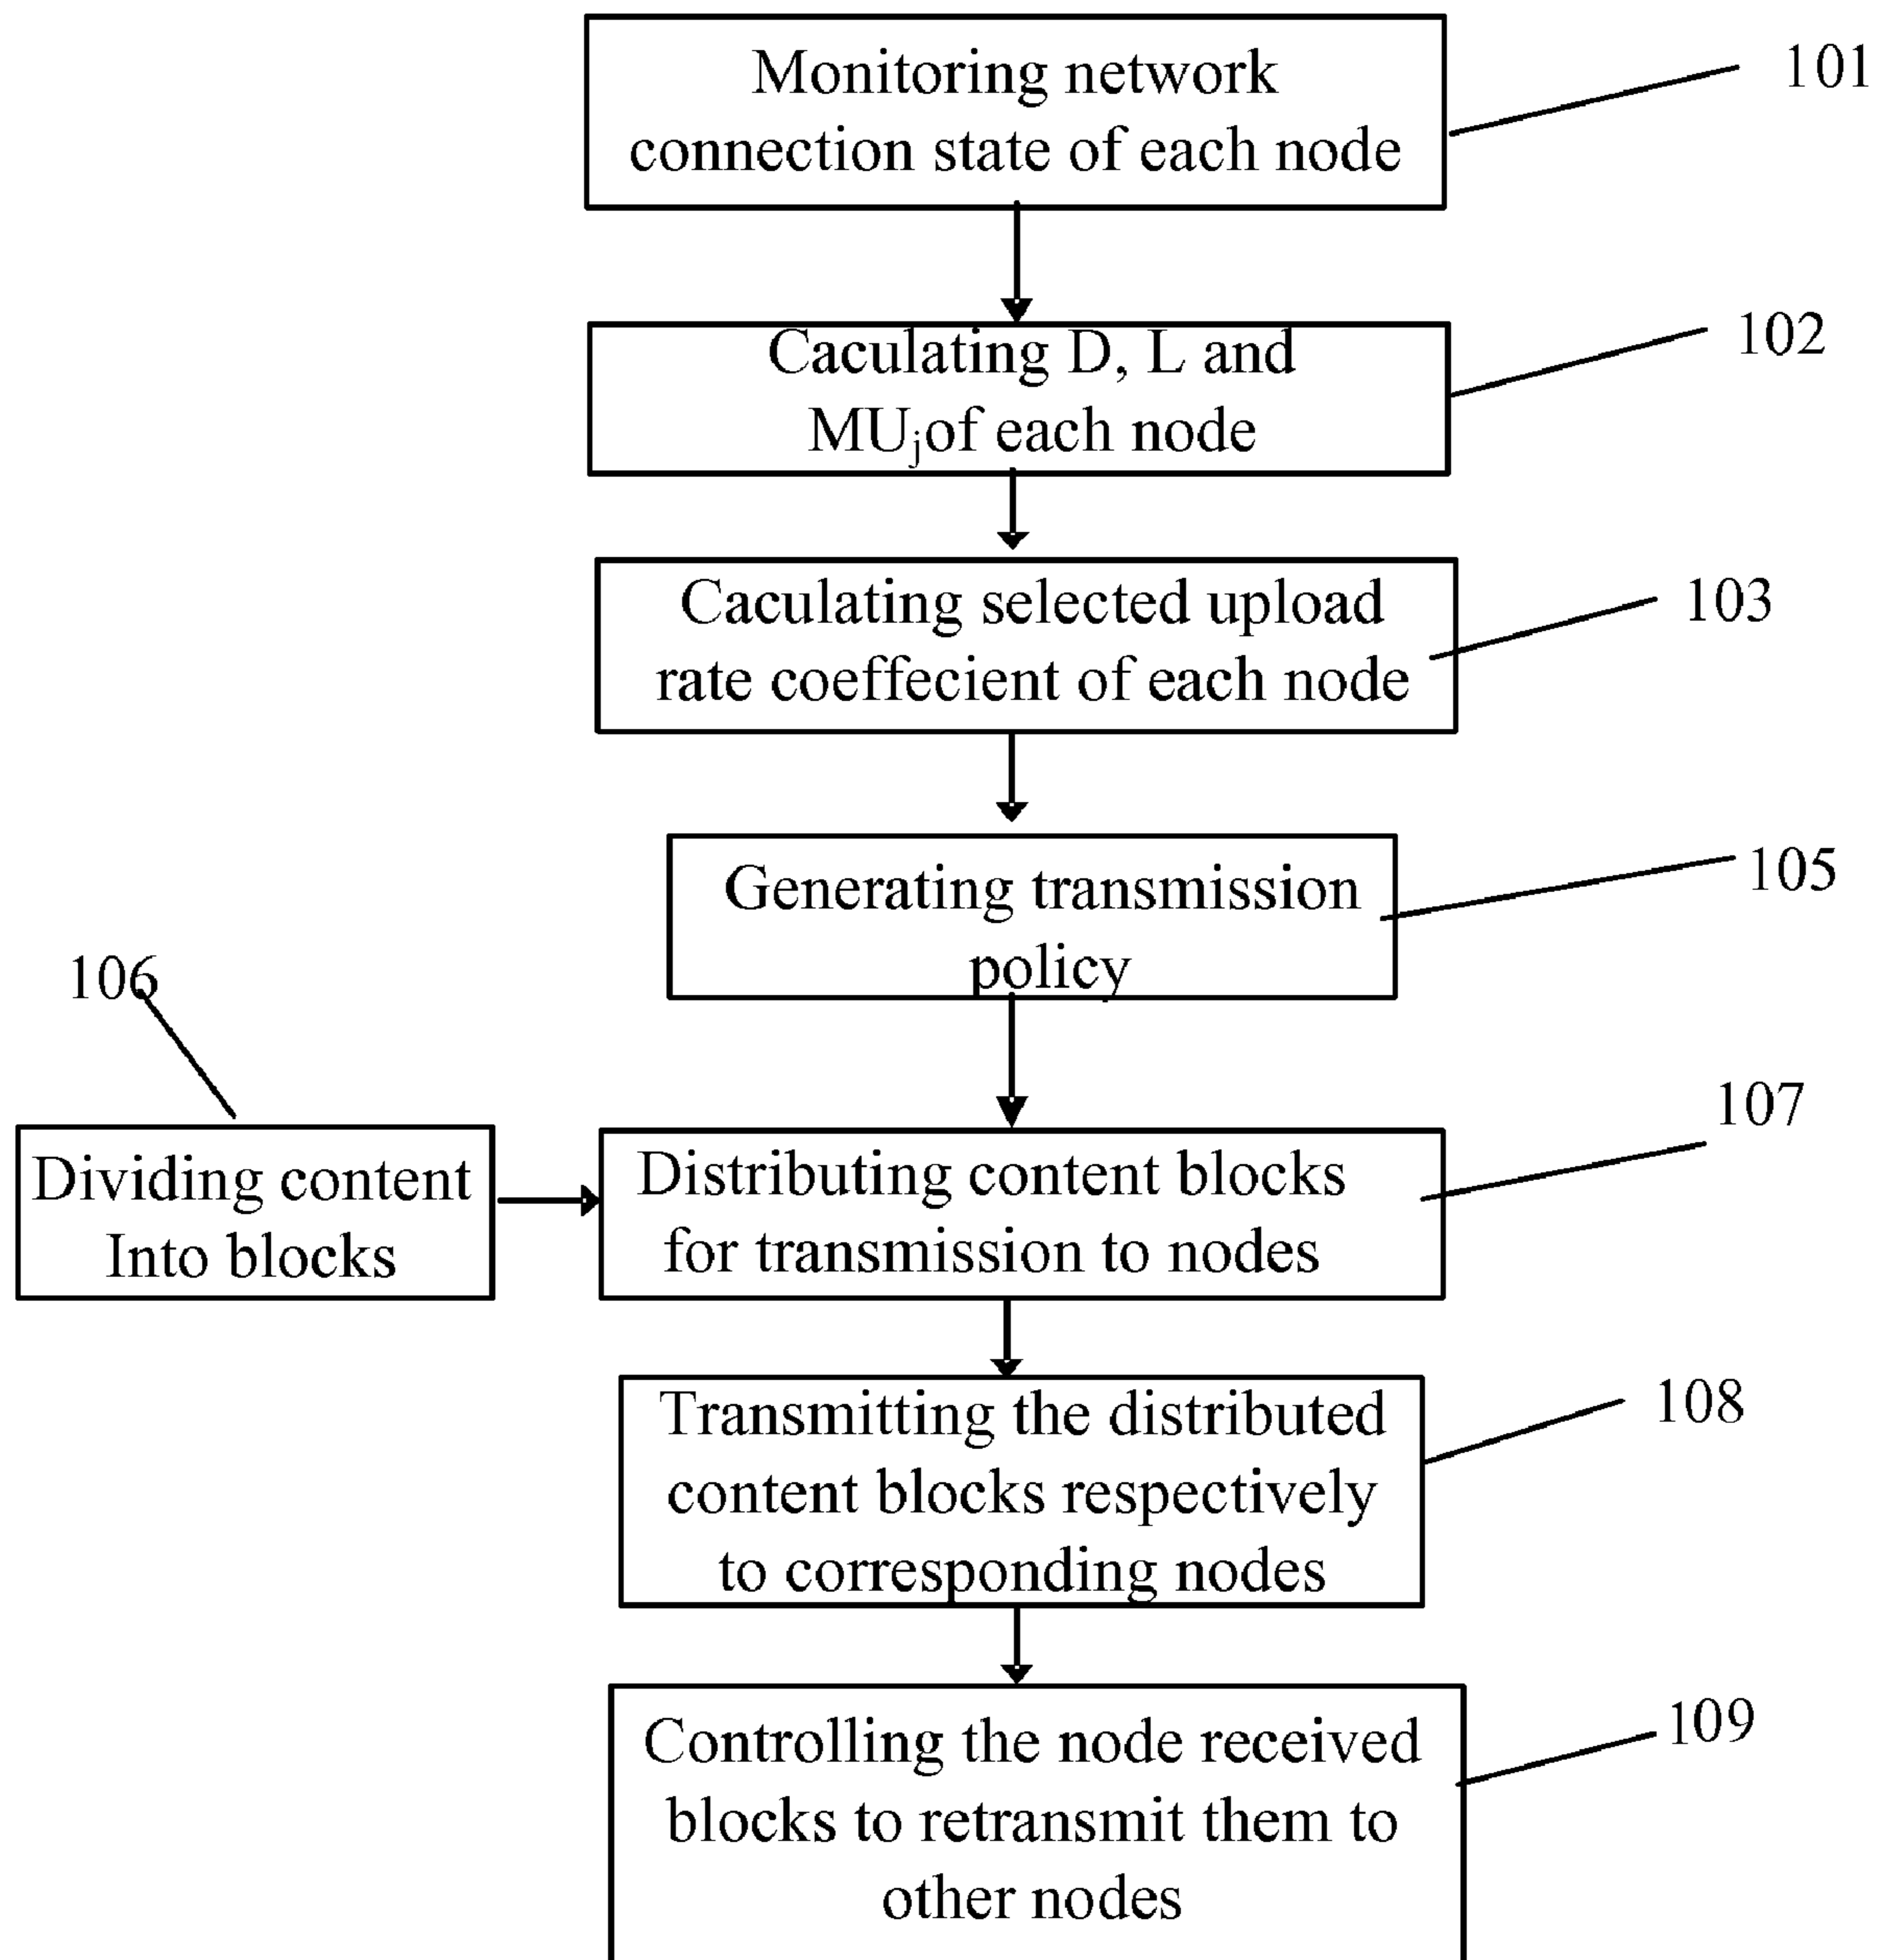 Monitoring network
connection state of each node
101
Caculating D, L and
MUjof each node
102
Caculating selected upload
rate coeffecient of each node
103
Generating transmission
policy
105
106
Dividing content
Into blocks
Distributing content blocks
for transmission to nodes
107
Transmitting the distributed
content blocks respectively
to corresponding nodes
108
Controlling the node received
blocks to retransmit them to
other nodes
109